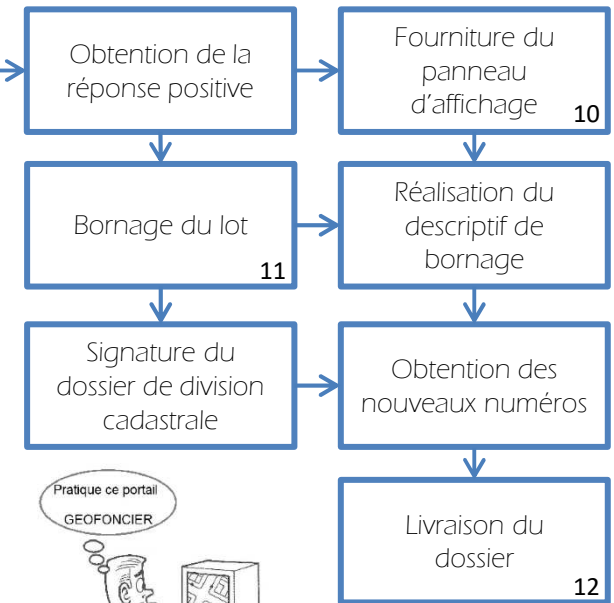 Obtention de la
réponse positive
Fourniture du
panneau
d'affichage
10
Bornage du lot
11
Réalisation du
descriptif de
bornage
Signature du
dossier de division
cadastrale
Obtention des
nouveaux numéros
Pratique ce portail
GEOFONCIER
Livraison du
dossier
12